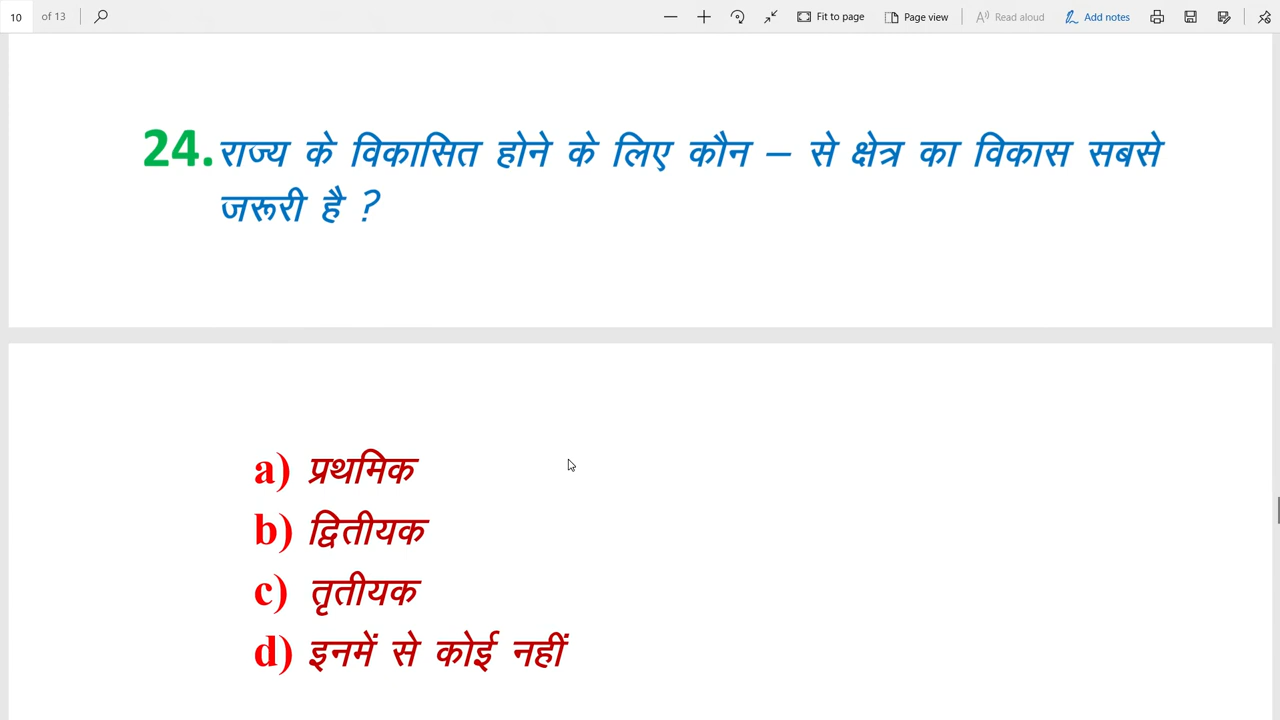 10 of 13 Fit to page Page view Read aloud Add notes
24. राज्य के विकासित होने के लिए कौन – से क्षेत्र का विकास सबसे
जरूरी है ?
a) प्रथमिक
b) द्वितीयक
c) तृतीयक
d) इनमें से कोई नहीं